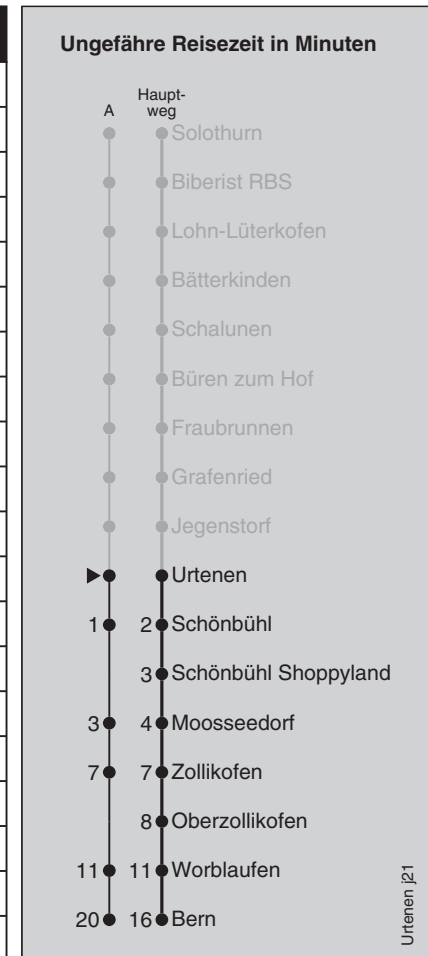 Ungefähre Reisezeit in Minuten
Haupt-
A weg
Solothurn
Biberist RBS
Lohn-Lüterkofen
Bätterkinden
Schalunen
Büren zum Hof
Fraubrunnen
Grafenried
Jegenstorf
Urtenen
1 2 Schönbühl
3 Schönbühl Shoppyland
3 4 Moosseedorf
7 7 Zollikofen
8 Oberzollikofen
11 11 Worblaufen
20 16 Bern
Urtenen j21